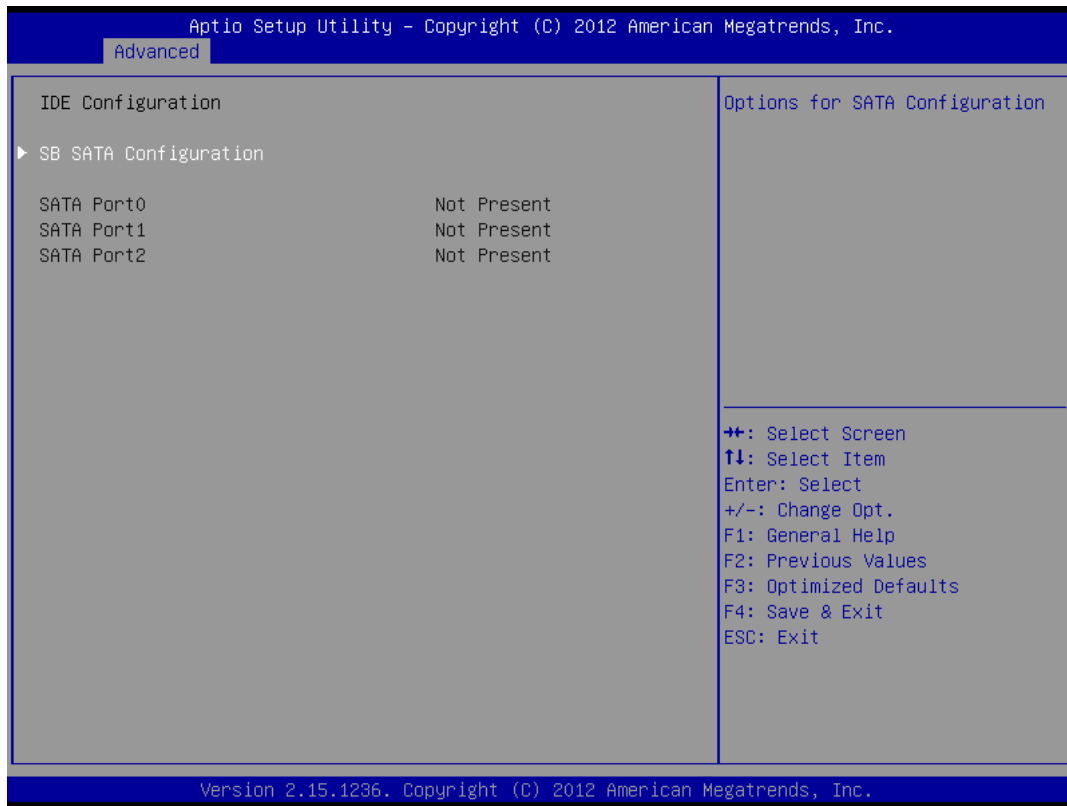 Aptio Setup Utility – Copyright (C) 2012 American Megatrends, Inc.
Advanced
IDE Configuration
SB SATA Configuration
SATA Port0 Not Present
SATA Port1 Not Present
SATA Port2 Not Present
Options for SATA Configuration
→←: Select Screen
↑↓: Select Item
Enter: Select
+/-: Change Opt.
F1: General Help
F2: Previous Values
F3: Optimized Defaults
F4: Save & Exit
ESC: Exit
Version 2.15.1236. Copyright (C) 2012 American Megatrends, Inc.